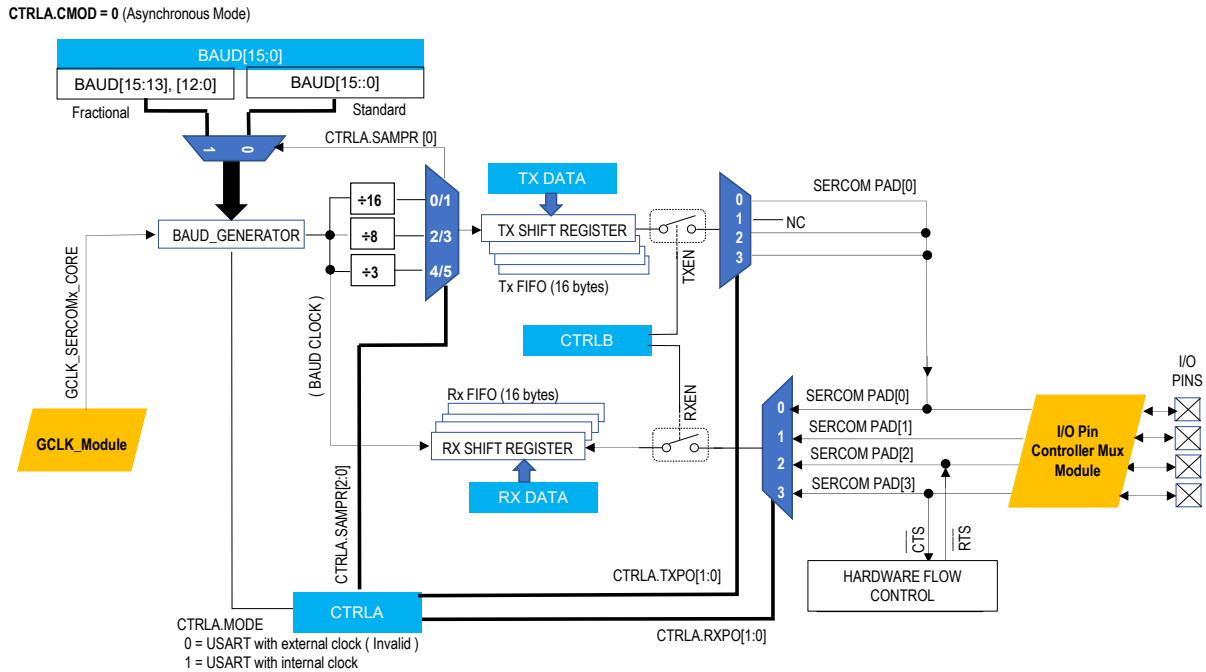 CTRLA.CMOD = 0 (Asynchronous Mode)
BAUD[15;0]
BAUD[15:13], [12:0]
BAUD[15::0]
Fractional
Standard
1
0
CTRLA.SAMPR [0]
BAUD_GENERATOR
÷16
÷8
÷3
0/1
2/3
4/5
TX DATA
TX SHIFT REGISTER
Tx FIFO (16 bytes)
TXEN
0
1
2
3
SERCOM PAD[0]
NC
GCLK_SERCOMx_CORE
( BAUD CLOCK )
CTRLB
GCLK_Module
Rx FIFO (16 bytes)
RX SHIFT REGISTER
RX DATA
RXEN
0
1
2
3
SERCOM PAD[0]
SERCOM PAD[1]
SERCOM PAD[2]
SERCOM PAD[3]
I/O Pin
Controller Mux
Module
I/O
PINS
CTS
RTS
HARDWARE FLOW
CONTROL
CTRLA.SAMPR[2:0]
CTRLA.TXPO[1:0]
CTRLA
CTRLA.RXPO[1:0]
CTRLA.MODE
0 = USART with external clock ( Invalid )
1 = USART with internal clock